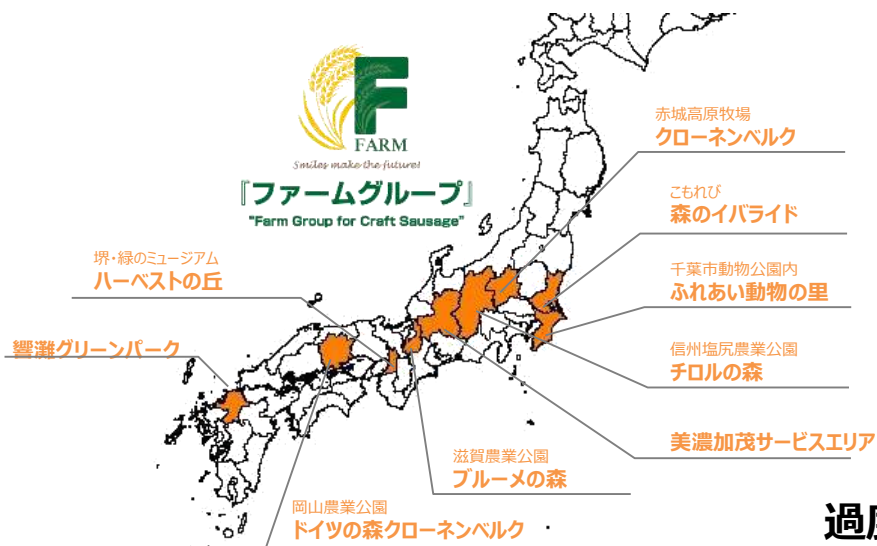 F
FARM
Smiles make the future!
『ファームグループ』
"Farm Group for Craft Sausage"
赤城高原牧場
クローネンベルク
こもれび
森のイバライド
堺・緑のミュージアム
ハーベストの丘
千葉市動物公園内
ふれあい動物の里
響灘グリーンパーク
信州塩尻農業公園
チロルの森
美濃加茂サービスエリア
滋賀農業公園
ブルーメの森
岡山農業公園
ドイツの森クローネンベルク
過